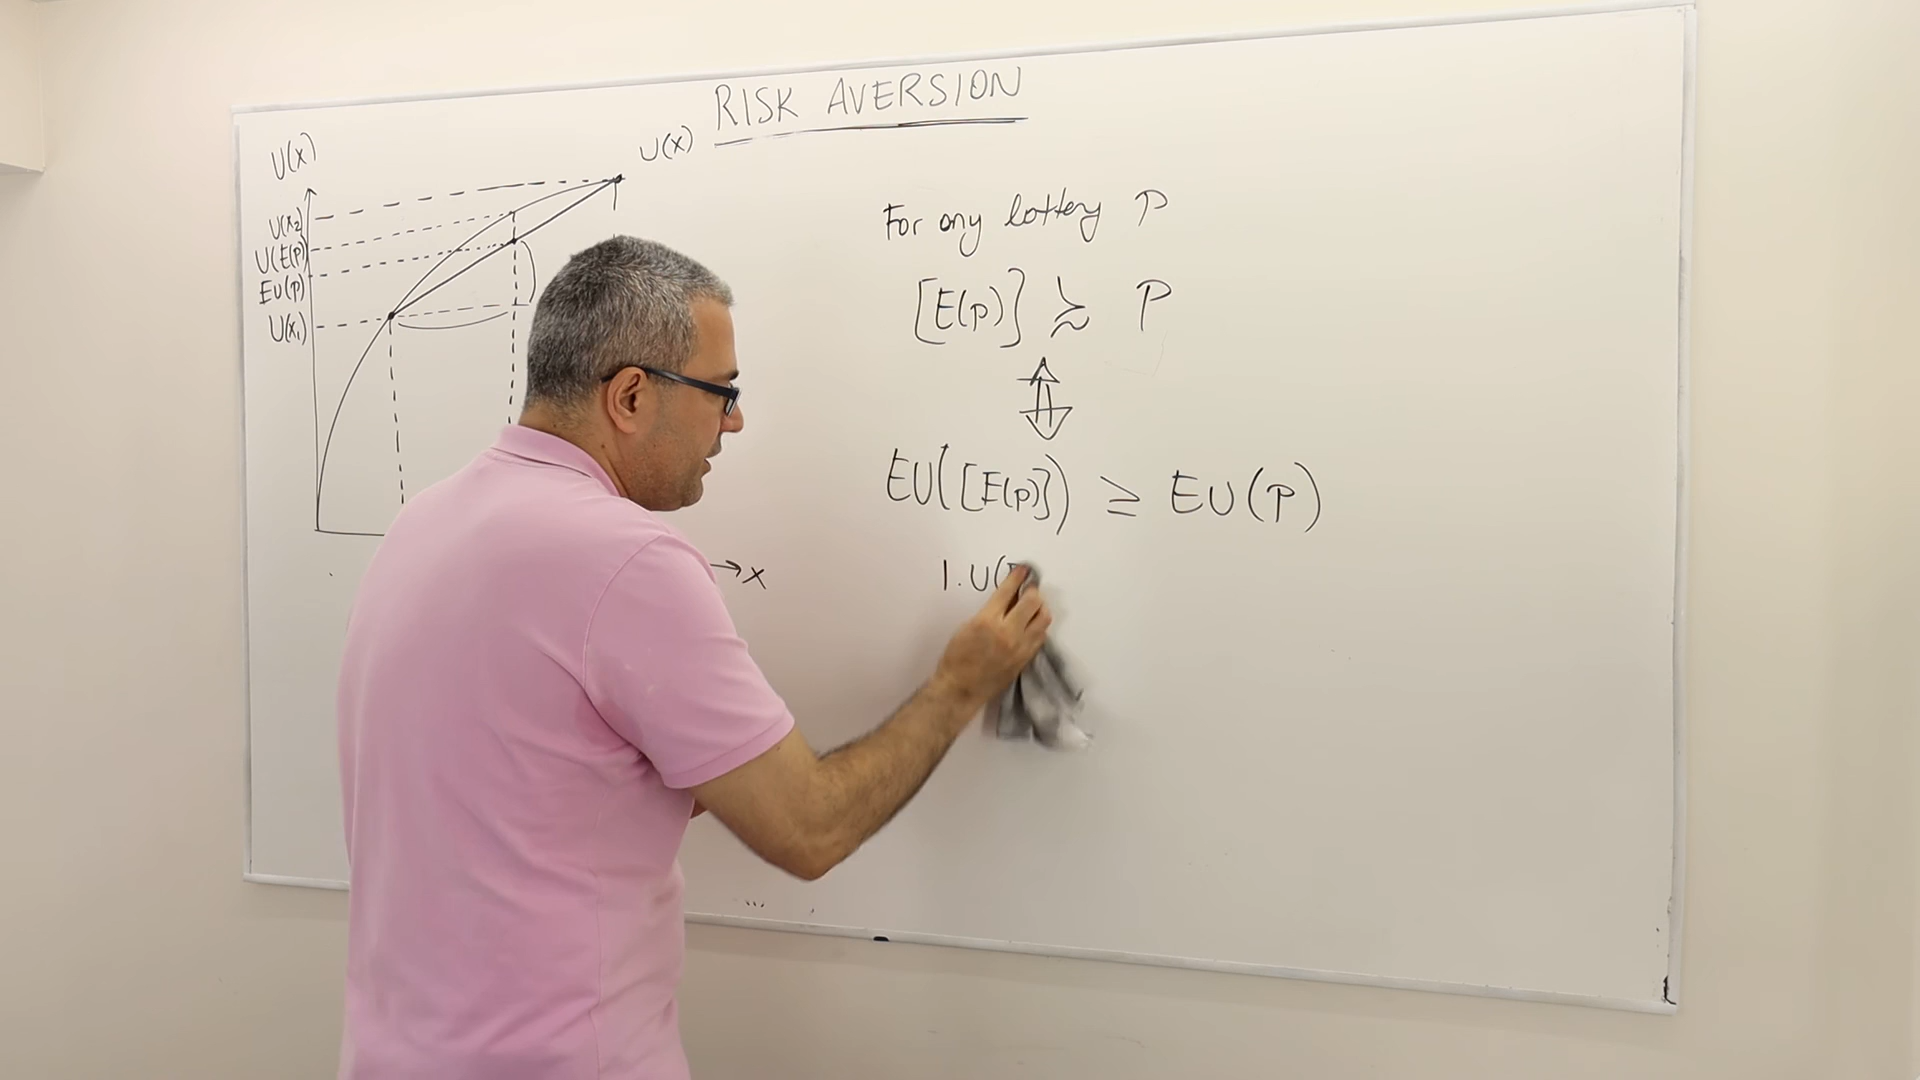 RISK AVERSION
U(x)
U(x)
U(x₂)
U(E(p))
EU(p)
U(x₁)
→x
For any lottery P
[E(p)] ≿ P
⇕
EU([E(p)]) ≥ EU(P)
1.U(